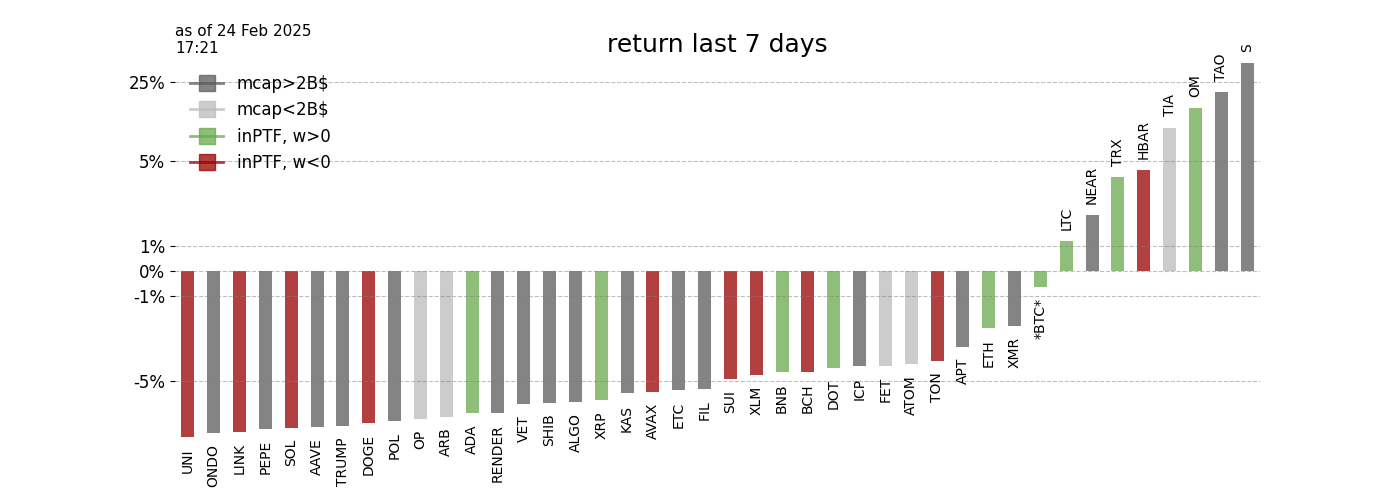 as of 24 Feb 2025
17:21
return last 7 days
mcap>2B$
mcap<2B$
inPTF, w>0
inPTF, w<0
25%
5%
1%
0%
-1%
-5%
UNI
ONDO
LINK
PEPE
SOL
AAVE
TRUMP
DOGE
POL
OP
ARB
ADA
RENDER
VET
SHIB
ALGO
XRP
KAS
AVAX
ETC
FIL
SUI
XLM
BNB
BCH
DOT
ICP
FET
ATOM
TON
APT
ETH
XMR
*BTC*
LTC
NEAR
TRX
HBAR
TIA
OM
TAO
S